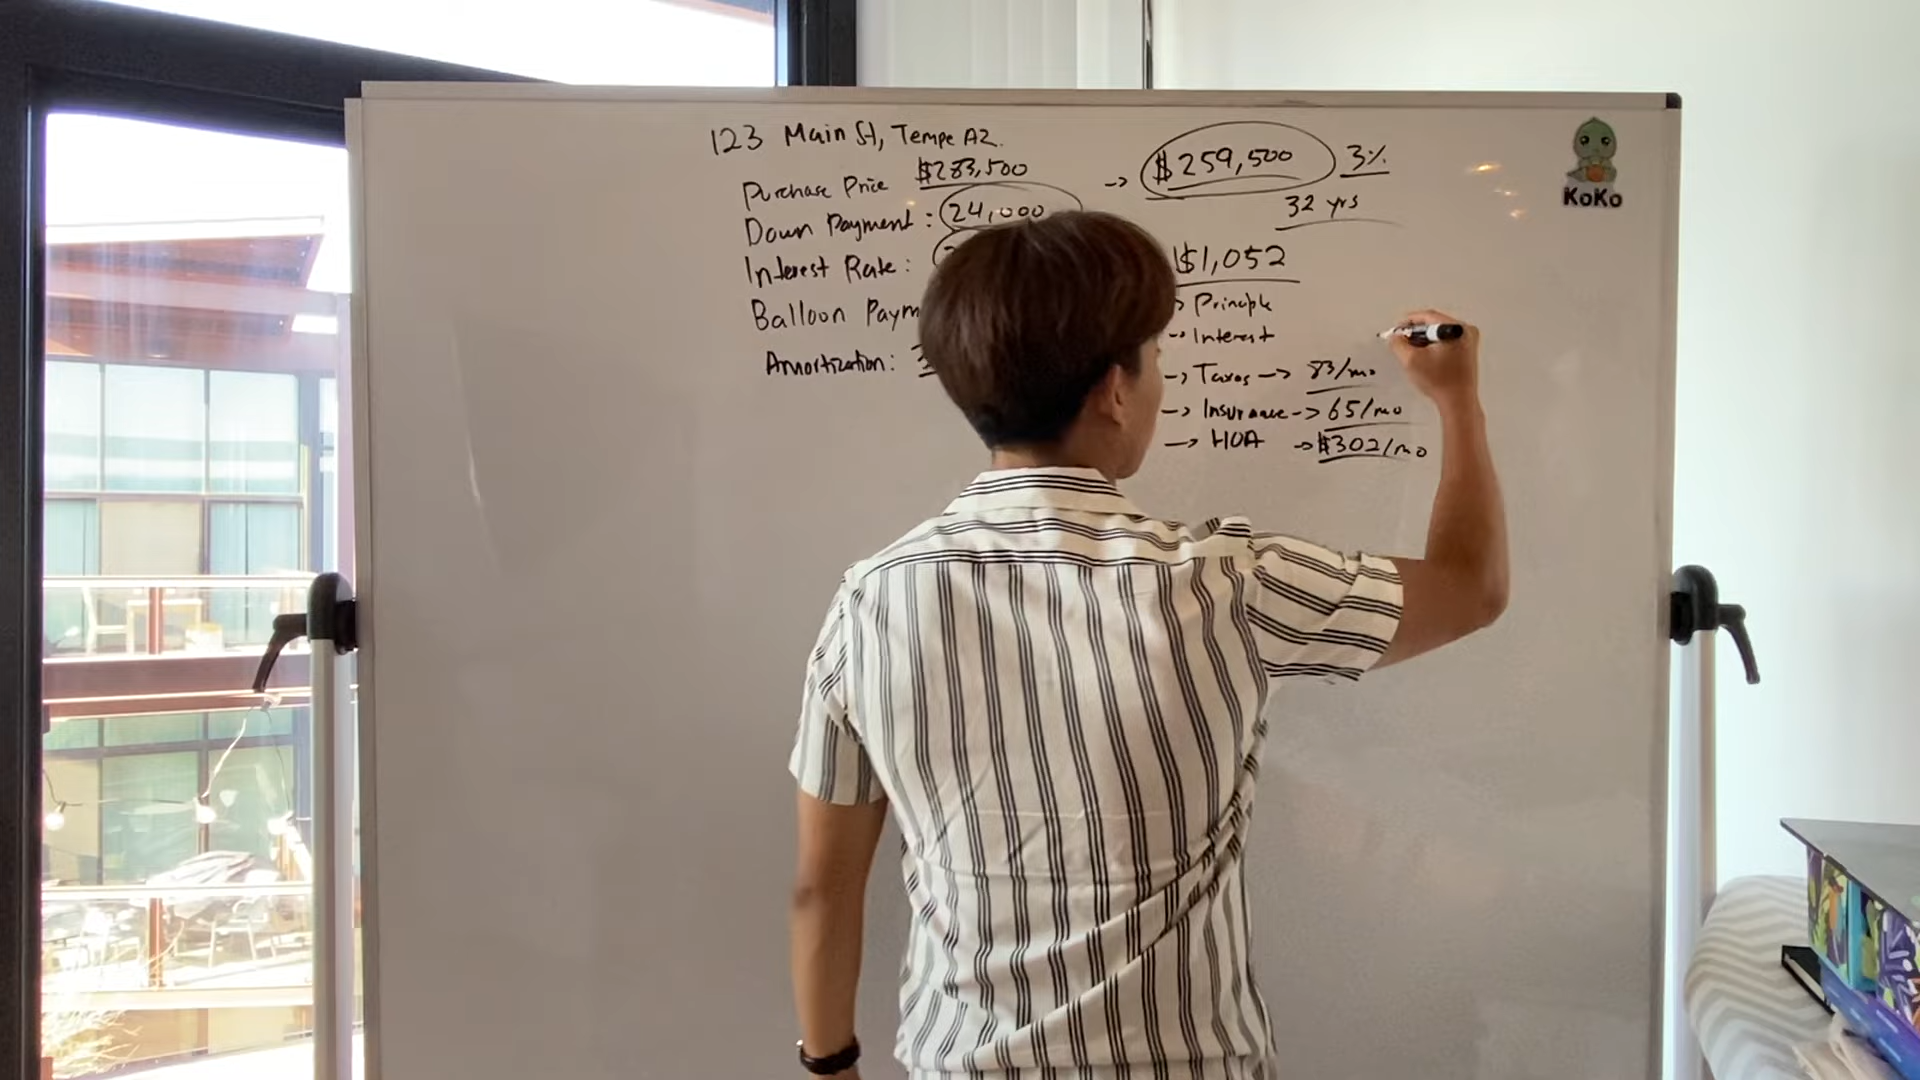 123 Main St, Tempe AZ.
Purchase Price $283,500
Down Payment : 24,000
Interest Rate :
Balloon Paym
Amortization :
-> $259,500 3%
32 yrs
$1,052
> Principle
-> Interest
-> Taxes -> 83/mo
-> Insurance -> 65/mo
-> HOA -> $302/mo
KoKo